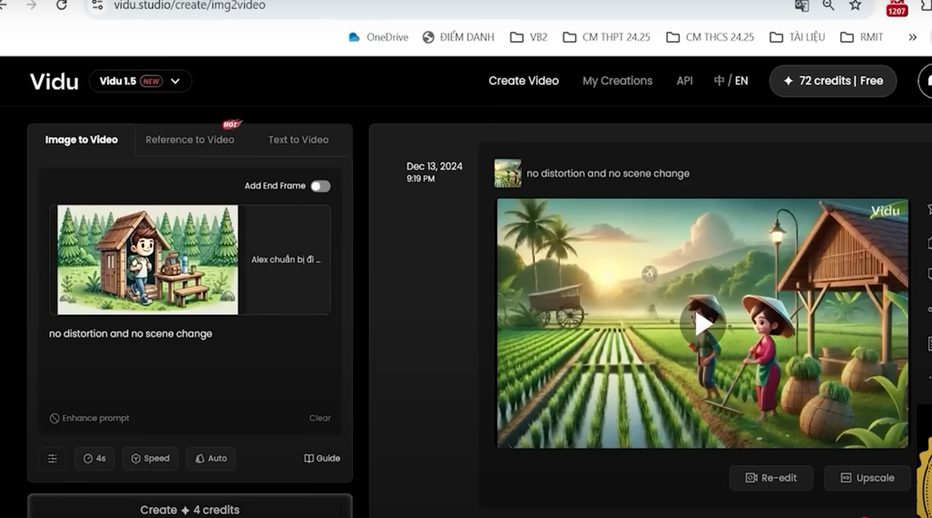 vidu.studio/create/img2video
1207
OneDrive
ĐIỂM DANH
VB2
CM THPT 24.25
CM THCS 24.25
TÀI LIỆU
RMIT
»
Vidu
Vidu 1.5 NEW
Create Video
My Creations
API
中 / EN
72 credits | Free
Image to Video
Reference to Video
HOT
Text to Video
Add End Frame
Alex chuẩn bị đi ...
no distortion and no scene change
Enhance prompt
Clear
4s
Speed
Auto
Guide
Create 4 credits
Dec 13, 2024
9:19 PM
no distortion and no scene change
Vidu
Re-edit
Upscale